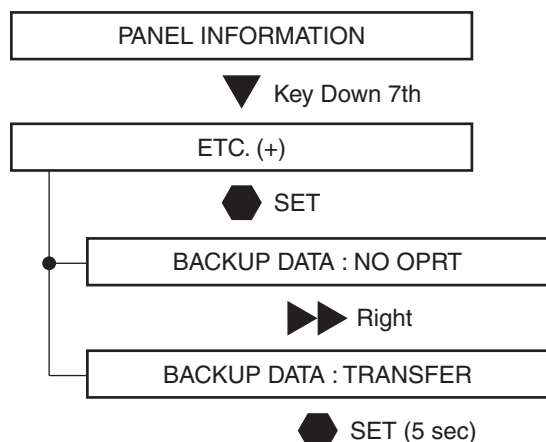 PANEL INFORMATION
Key Down 7th
ETC. (+)
SET
BACKUP DATA : NO OPRT
Right
BACKUP DATA : TRANSFER
SET (5 sec)